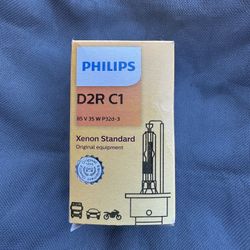 PHILIPS
D2R C1
85 V 35 W P32d-3
Xenon Standard
Original equipment